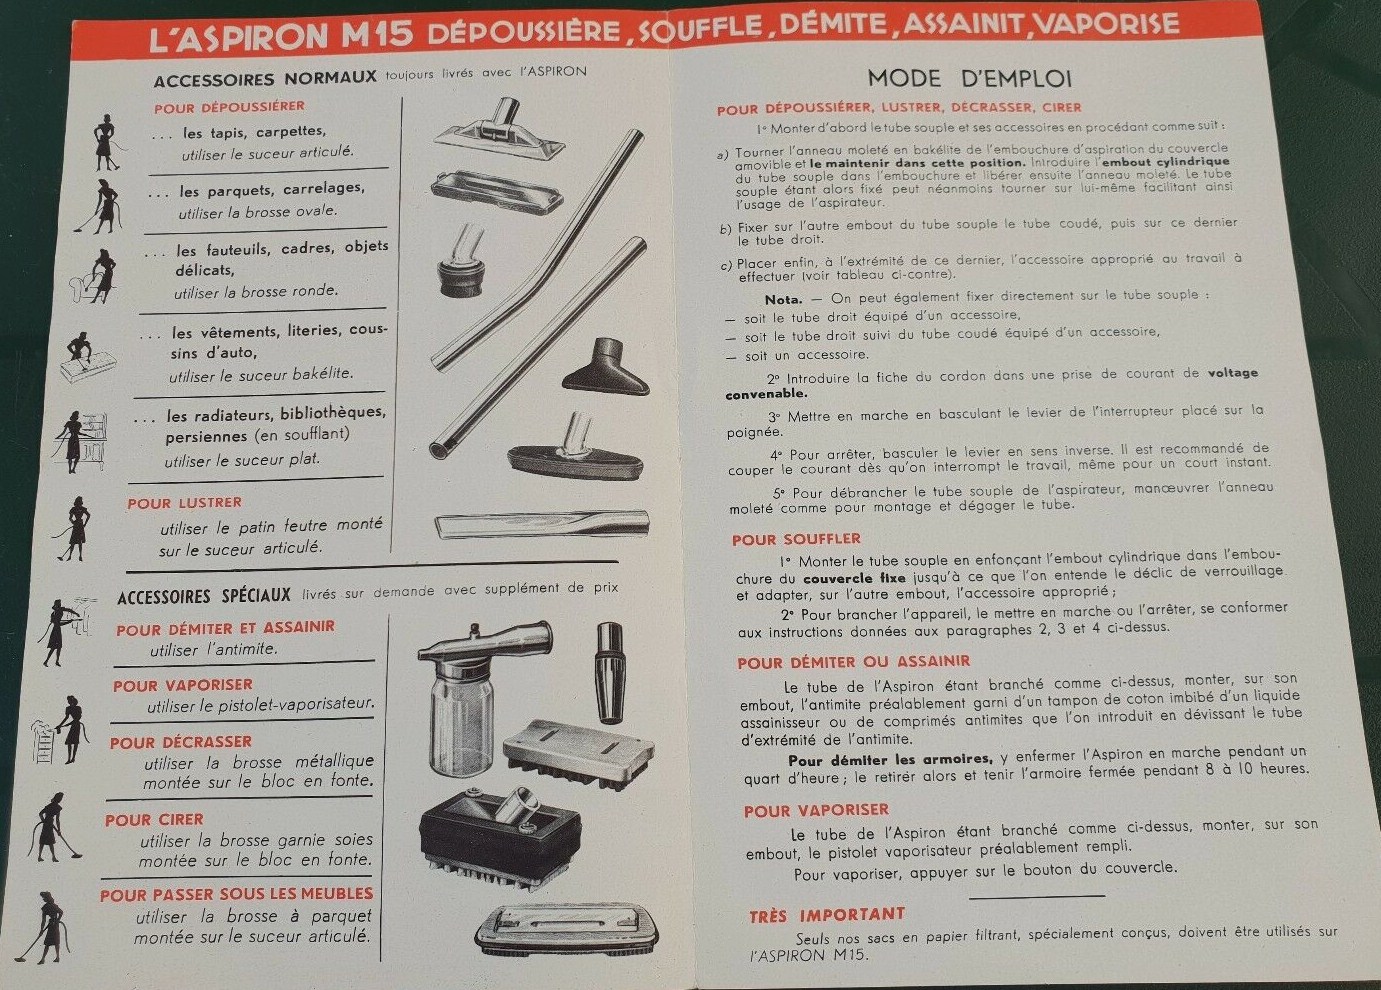 L'ASPIRON M15 DÉPOUSSIÈRE, SOUFFLE, DÉMITE, ASSAINIT, VAPORISE
ACCESSOIRES NORMAUX toujours livrés avec l'ASPIRON
POUR DÉPOUSSIÉRER
... les tapis, carpettes,
utiliser le suceur articulé.
... les parquets, carrelages,
utiliser la brosse ovale.
... les fauteuils, cadres, objets
délicats,
utiliser la brosse ronde.
... les vêtements, literies, cous-
sins d'auto,
utiliser le suceur bakélite.
... les radiateurs, bibliothèques,
persiennes (en soufflant)
utiliser le suceur plat.
POUR LUSTRER
utiliser le patin feutre monté
sur le suceur articulé.
ACCESSOIRES SPÉCIAUX livrés sur demande avec supplément de prix
POUR DÉMITER ET ASSAINIR
utiliser l'antimite.
POUR VAPORISER
utiliser le pistolet-vaporisateur.
POUR DÉCRASSER
utiliser la brosse métallique
montée sur le bloc en fonte.
POUR CIRER
utiliser la brosse garnie soies
montée sur le bloc en fonte.
POUR PASSER SOUS LES MEUBLES
utiliser la brosse à parquet
montée sur le suceur articulé.
MODE D'EMPLOI
POUR DÉPOUSSIÉRER, LUSTRER, DÉCRASSER, CIRER
1° Monter d'abord le tube souple et ses accessoires en procédant comme suit :
a) Tourner l'anneau moleté en bakélite de l'embouchure d'aspiration du couvercle
amovible et le maintenir dans cette position. Introduire l'embout cylindrique
du tube souple dans l'embouchure et libérer ensuite l'anneau moleté. Le tube
souple étant alors fixé peut néanmoins tourner sur lui-même facilitant ainsi
l'usage de l'aspirateur.
b) Fixer sur l'autre embout du tube souple le tube coudé, puis sur ce dernier
le tube droit.
c) Placer enfin, à l'extrémité de ce dernier, l'accessoire approprié au travail à
effectuer (voir tableau ci-contre).
Nota. — On peut également fixer directement sur le tube souple :
— soit le tube droit équipé d'un accessoire,
— soit le tube droit suivi du tube coudé équipé d'un accessoire,
— soit un accessoire.
2° Introduire la fiche du cordon dans une prise de courant de voltage
convenable.
3° Mettre en marche en basculant le levier de l'interrupteur placé sur la
poignée.
4° Pour arrêter, basculer le levier en sens inverse. Il est recommandé de
couper le courant dès qu'on interrompt le travail, même pour un court instant.
5° Pour débrancher le tube souple de l'aspirateur, manœuvrer l'anneau
moleté comme pour montage et dégager le tube.
POUR SOUFFLER
1° Monter le tube souple en enfonçant l'embout cylindrique dans l'embou-
chure du couvercle fixe jusqu'à ce que l'on entende le déclic de verrouillage
et adapter, sur l'autre embout, l'accessoire approprié ;
2° Pour brancher l'appareil, le mettre en marche ou l'arrêter, se conformer
aux instructions données aux paragraphes 2, 3 et 4 ci-dessus.
POUR DÉMITER OU ASSAINIR
Le tube de l'Aspiron étant branché comme ci-dessus, monter, sur son
embout, l'antimite préalablement garni d'un tampon de coton imbibé d'un liquide
assainisseur ou de comprimés antimites que l'on introduit en dévissant le tube
d'extrémité de l'antimite.
Pour démiter les armoires, y enfermer l'Aspiron en marche pendant un
quart d'heure ; le retirer alors et tenir l'armoire fermée pendant 8 à 10 heures.
POUR VAPORISER
Le tube de l'Aspiron étant branché comme ci-dessus, monter, sur son
embout, le pistolet vaporisateur préalablement rempli.
Pour vaporiser, appuyer sur le bouton du couvercle.
TRÈS IMPORTANT
Seuls nos sacs en papier filtrant, spécialement conçus, doivent être utilisés sur
l'ASPIRON M15.